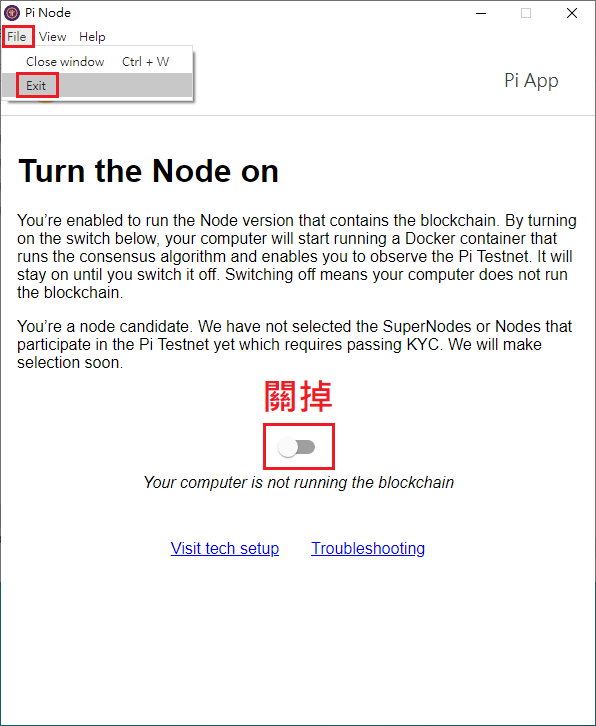 Pi Node
File View Help
Close window Ctrl + W
Exit
Pi App
Turn the Node on
You’re enabled to run the Node version that contains the blockchain. By turning
on the switch below, your computer will start running a Docker container that
runs the consensus algorithm and enables you to observe the Pi Testnet. It will
stay on until you switch it off. Switching off means your computer does not run
the blockchain.
You’re a node candidate. We have not selected the SuperNodes or Nodes that
participate in the Pi Testnet yet which requires passing KYC. We will make
selection soon.
關掉
Your computer is not running the blockchain
Visit tech setup Troubleshooting